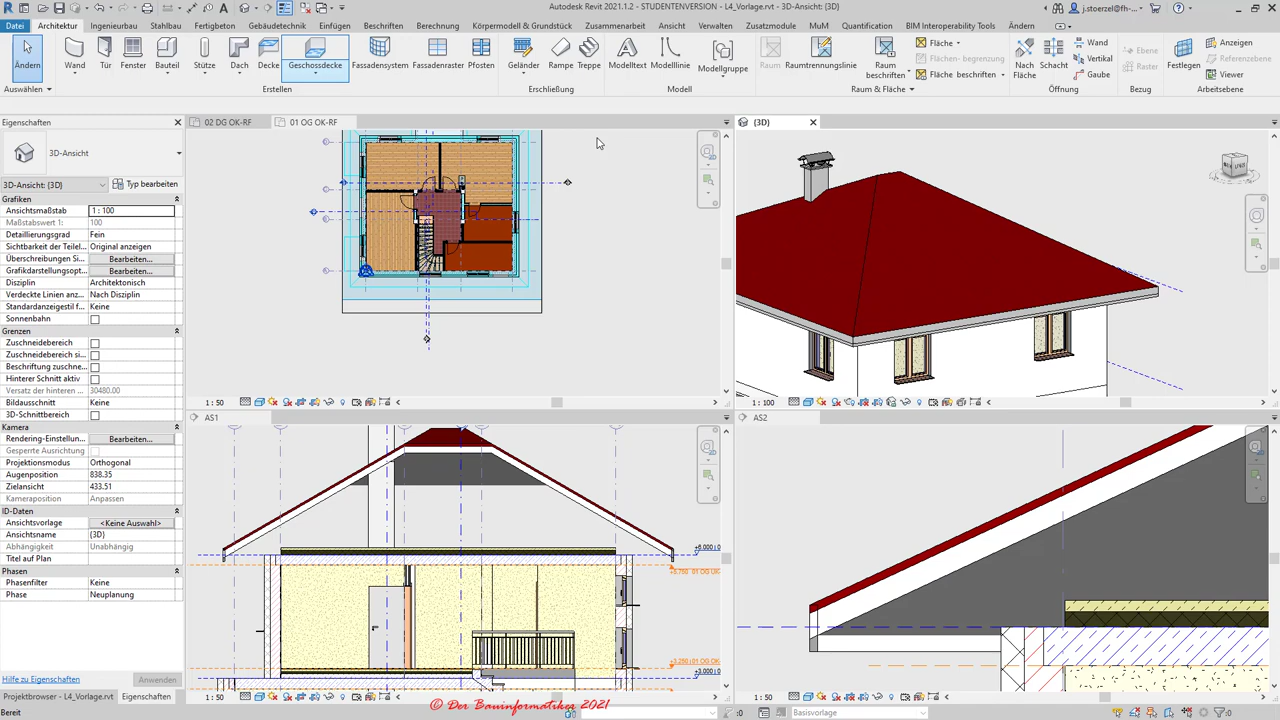 Autodesk Revit 2021.1.2 - STUDENTENVERSION - L4_Vorlage.rvt - 3D-Ansicht: {3D}
j.stoerzel@fh-...
Datei Architektur Ingenieurbau Stahlbau Fertigteile Gebäudetechnik Einfügen Beschriften Berechnung Körpermodell & Grundstück Zusammenarbeit Ansicht Verwalten Zusatzmodule MuM Quantification BIM Interoperability Tools Ändern
Ändern Wand Tür Fenster Bauteil Stütze Dach Decke Geschossdecke Fassadensystem Fassadenraster Pfosten Geländer Rampe Treppe Modelltext Modelllinie Modellgruppe Raum Raumtrennungslinie Raum beschriften Fläche Flächen- begrenzung Fläche beschriften Nach Fläche Schacht Wand Vertikal Gaube Ebene Raster Festlegen Anzeigen Referenzebene Viewer
Auswählen Erstellen Erschließung Modell Raum & Fläche Öffnung Bezug Arbeitsebene
Eigenschaften
3D-Ansicht
3D-Ansicht: {3D} Typ bearbeiten
Grafiken
Ansichtsmaßstab 1 : 100
Maßstabswert 1: 100
Detaillierungsgrad Fein
Sichtbarkeit der Teilele... Original anzeigen
Überschreibungen Si... Bearbeiten...
Grafikdarstellungsopt... Bearbeiten...
Disziplin Architektonisch
Verdeckte Linien anz... Nach Disziplin
Standardanzeigestil f... Keine
Sonnenbahn
Grenzen
Zuschneidebereich
Zuschneidebereich si...
Beschriftung zuschne...
Hinterer Schnitt aktiv
Versatz der hinteren ... 30480.00
Bildausschnitt Keine
3D-Schnittbereich
Kamera
Rendering-Einstellun... Bearbeiten...
Gesperrte Ausrichtung
Projektionsmodus Orthogonal
Augenposition 838.35
Zielansicht 433.51
Kameraposition Anpassen
ID-Daten
Ansichtsvorlage <Keine Auswahl>
Ansichtsname {3D}
Abhängigkeit Unabhängig
Titel auf Plan
Phasen
Phasenfilter Keine
Phase Neuplanung
Hilfe zu Eigenschaften Anwenden
Projektbrowser - L4_Vorlage.rvt Eigenschaften
Bereit
02 DG OK-RF 01 OG OK-RF
1 : 50
{3D}
1 : 100
AS1
1 : 50
AS2
1 : 50
© Der Bauinformatiker 2021
:0 Basisvorlage :0